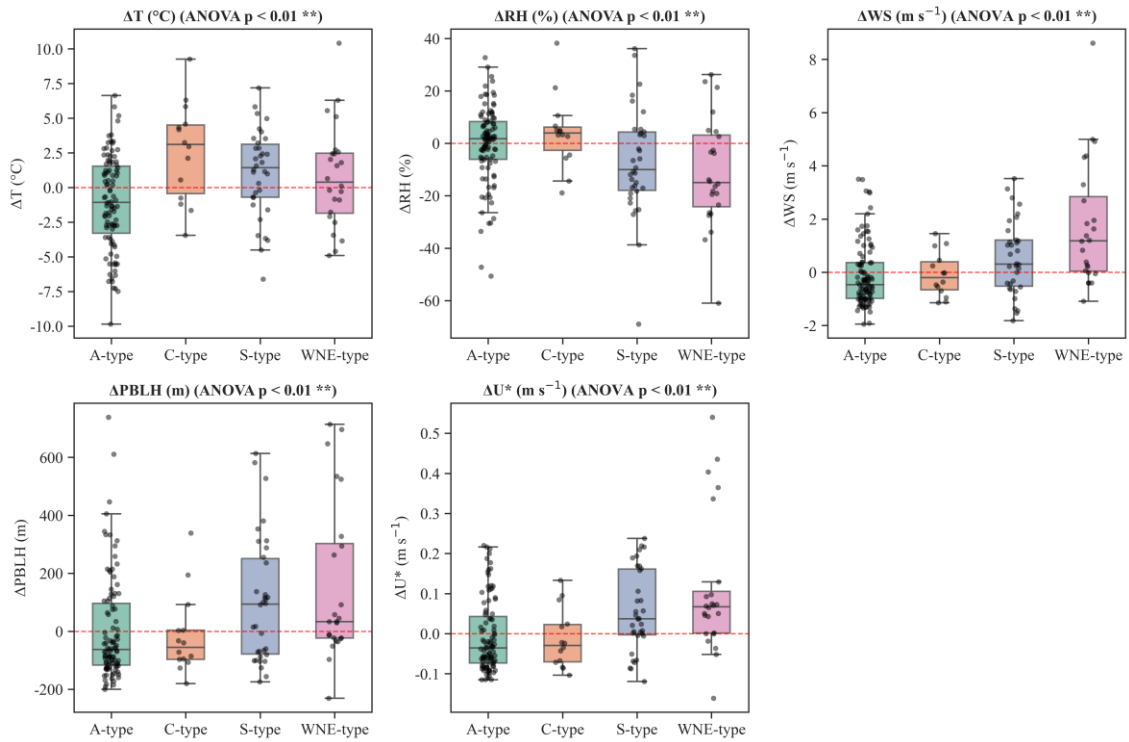 ΔT (°C) (ANOVA p < 0.01 **)
ΔT (°C)
10.0
7.5
5.0
2.5
0.0
-2.5
-5.0
-7.5
-10.0
A-type C-type S-type WNE-type
ΔRH (%) (ANOVA p < 0.01 **)
ΔRH (%)
40
20
0
-20
-40
-60
A-type C-type S-type WNE-type
ΔWS (m s⁻¹) (ANOVA p < 0.01 **)
ΔWS (m s⁻¹)
8
6
4
2
0
-2
A-type C-type S-type WNE-type
ΔPBLH (m) (ANOVA p < 0.01 **)
ΔPBLH (m)
600
400
200
0
-200
A-type C-type S-type WNE-type
ΔU* (m s⁻¹) (ANOVA p < 0.01 **)
ΔU* (m s⁻¹)
0.5
0.4
0.3
0.2
0.1
0.0
-0.1
A-type C-type S-type WNE-type